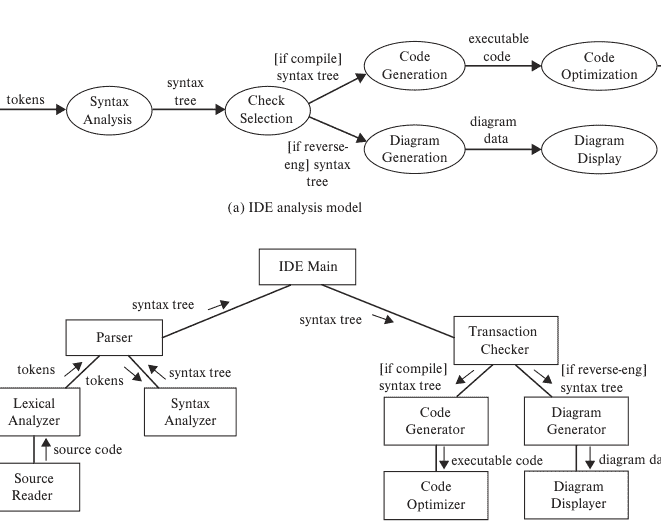 executable
code
[if compile]
syntax tree
Code
Generation
Code
Optimization
tokens
syntax
tree
Syntax
Analysis
Check
Selection
diagram
data
[if reverse-
eng] syntax
tree
Diagram
Generation
Diagram
Display
(a) IDE analysis model
IDE Main
syntax tree
syntax tree
Parser
Transaction
Checker
tokens
tokens
syntax tree
[if compile]
syntax tree
[if reverse-eng]
syntax tree
Lexical
Analyzer
Syntax
Analyzer
Code
Generator
Diagram
Generator
source code
executable code
diagram da
Source
Reader
Code
Optimizer
Diagram
Displayer